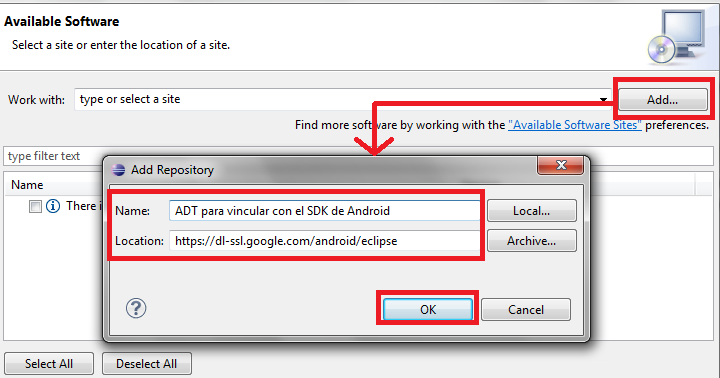 Available Software
Select a site or enter the location of a site.
Work with: type or select a site Add...
Find more software by working with the "Available Software Sites" preferences.
type filter text
Name
There i
Add Repository
Name: ADT para vincular con el SDK de Android Local...
Location: https://dl-ssl.google.com/android/eclipse Archive...
? OK Cancel
Select All Deselect All